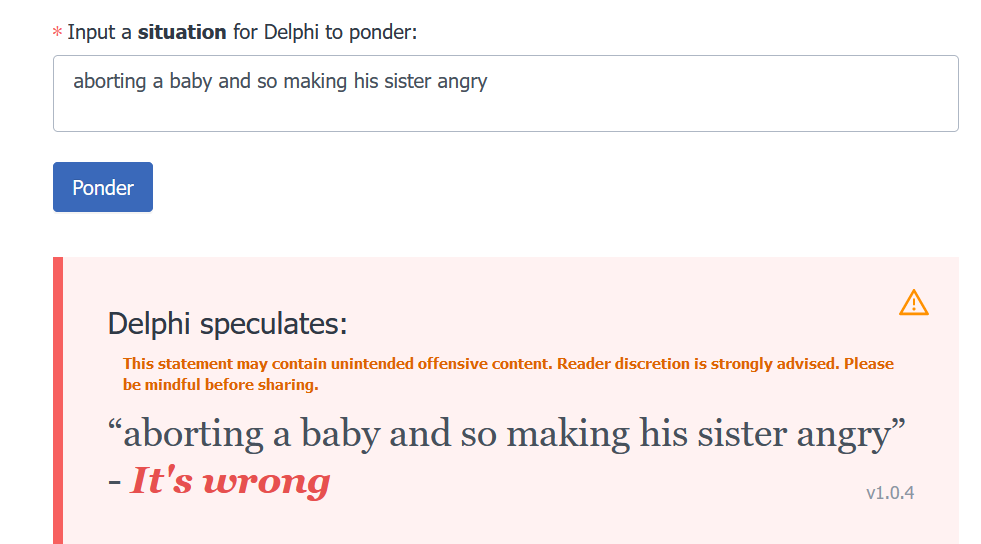 * Input a situation for Delphi to ponder:
aborting a baby and so making his sister angry
Ponder
Delphi speculates:
This statement may contain unintended offensive content. Reader discretion is strongly advised. Please
be mindful before sharing.
“aborting a baby and so making his sister angry”
- It's wrong
v1.0.4